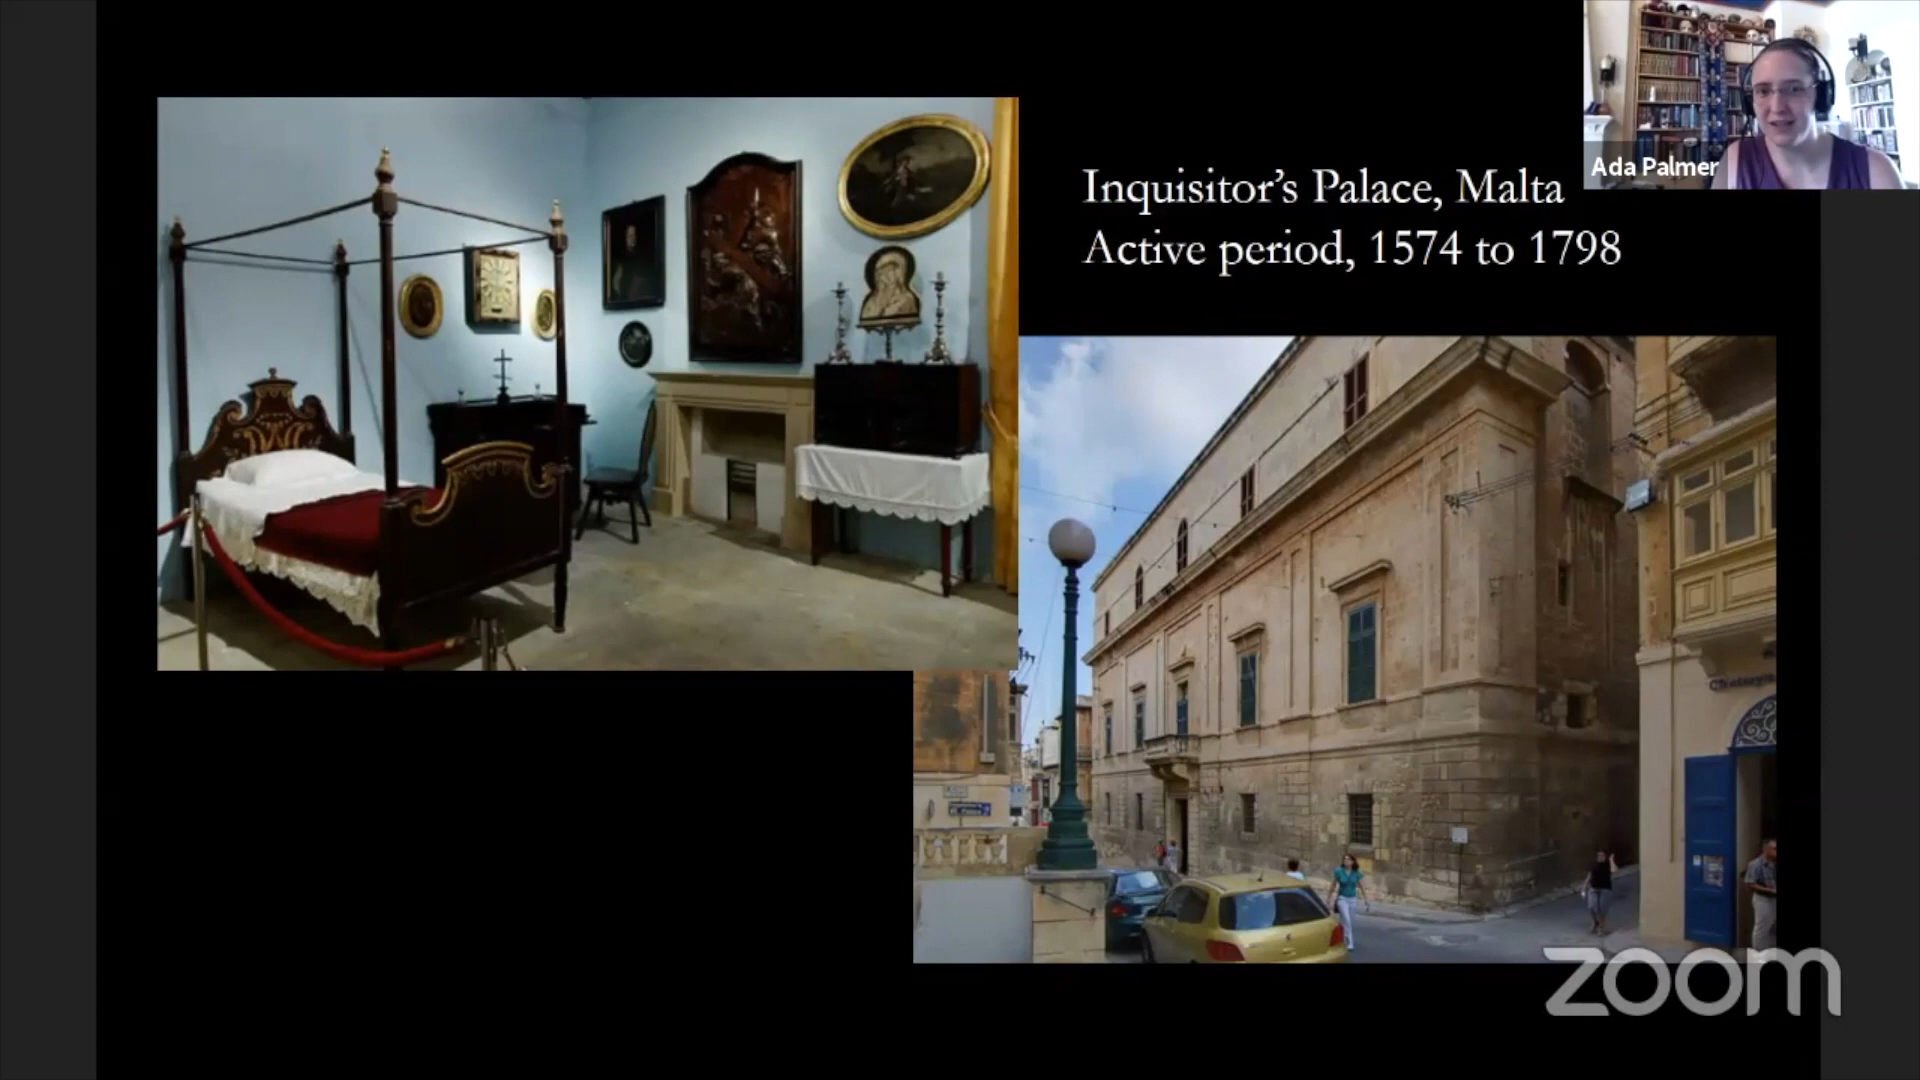 Inquisitor's Palace, Malta
Active period, 1574 to 1798
Ada Palmer
zoom